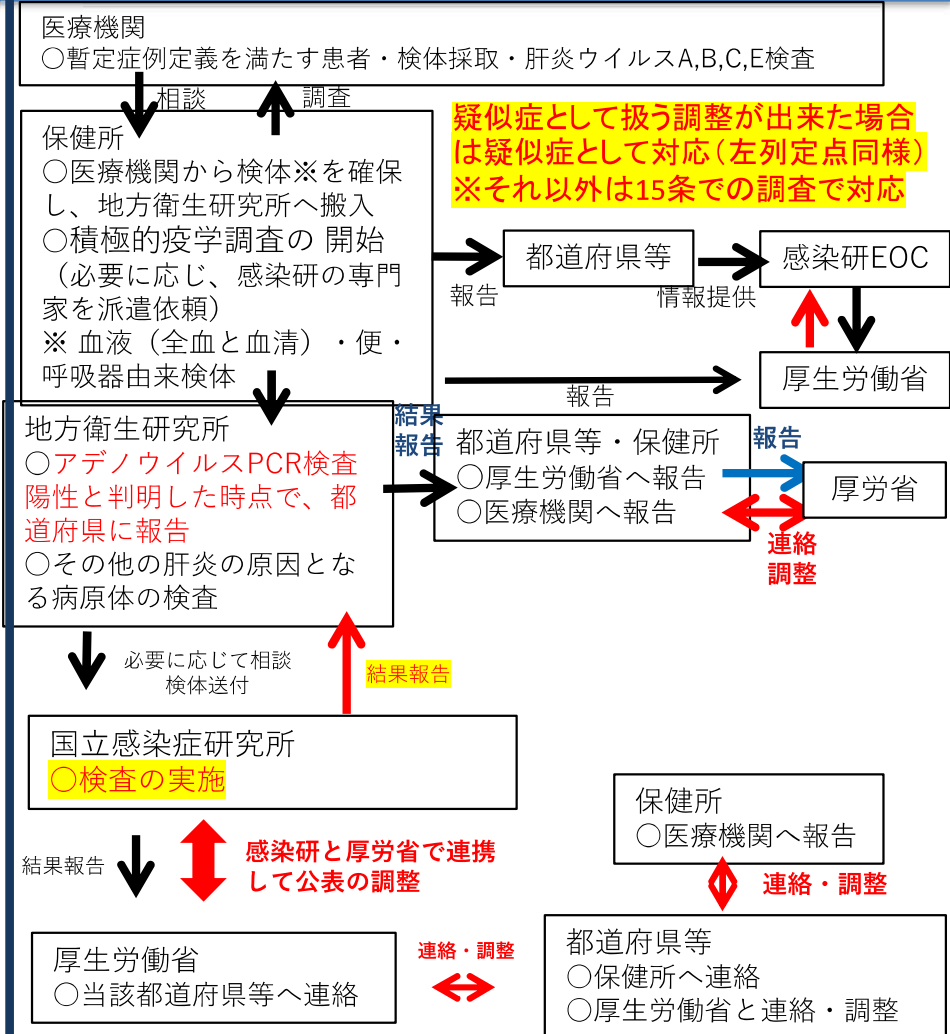 医療機関
○暫定症例定義を満たす患者・検体採取・肝炎ウイルスA,B,C,E検査
相談
調査
保健所
○医療機関から検体※を確保
し、地方衛生研究所へ搬入
○積極的疫学調査の 開始
（必要に応じ、感染研の専門
家を派遣依頼）
※ 血液（全血と血清）・便・
呼吸器由来検体
疑似症として扱う調整が出来た場合
は疑似症として対応（左列定点同様）
※それ以外は15条での調査で対応
報告
都道府県等
情報提供
感染研EOC
報告
厚生労働省
地方衛生研究所
○アデノウイルスPCR検査
陽性と判明した時点で、都
道府県に報告
○その他の肝炎の原因とな
る病原体の検査
結果
報告
都道府県等・保健所
○厚生労働省へ報告
○医療機関へ報告
報告
厚労省
連絡
調整
必要に応じて相談
検体送付
結果報告
国立感染症研究所
○検査の実施
結果報告
感染研と厚労省で連携
して公表の調整
保健所
○医療機関へ報告
連絡・調整
厚生労働省
○当該都道府県等へ連絡
連絡・調整
都道府県等
○保健所へ連絡
○厚生労働省と連絡・調整